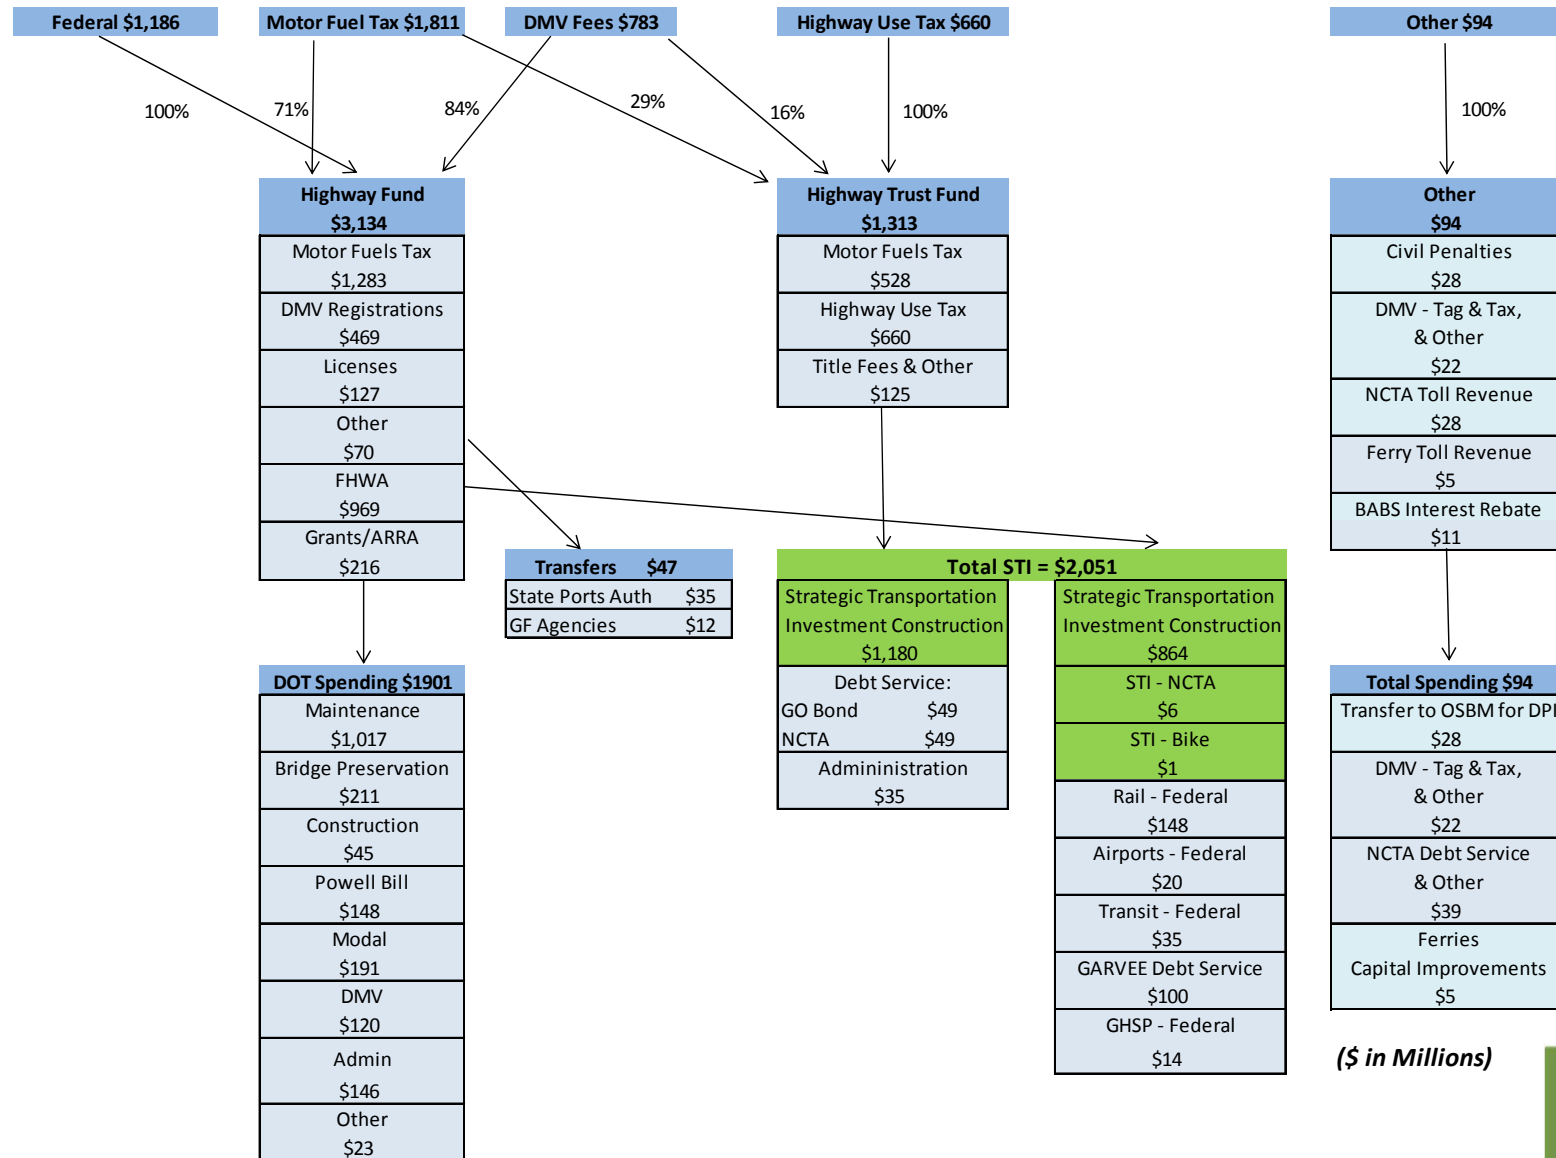 Federal $1,186
Motor Fuel Tax $1,811
DMV Fees $783
Highway Use Tax $660
Other $94
100%
71%
84%
29%
16%
100%
100%
Highway Fund
$3,134
Motor Fuels Tax
$1,283
DMV Registrations
$469
Licenses
$127
Other
$70
FHWA
$969
Grants/ARRA
$216
Highway Trust Fund
$1,313
Motor Fuels Tax
$528
Highway Use Tax
$660
Title Fees & Other
$125
Other
$94
Civil Penalties
$28
DMV - Tag & Tax,
& Other
$22
NCTA Toll Revenue
$28
Ferry Toll Revenue
$5
BABS Interest Rebate
$11
Transfers $47
State Ports Auth $35
GF Agencies $12
Total STI = $2,051
Strategic Transportation
Investment Construction
$1,180
Debt Service:
GO Bond $49
NCTA $49
Admininistration
$35
Strategic Transportation
Investment Construction
$864
STI - NCTA
$6
STI - Bike
$1
Rail - Federal
$148
Airports - Federal
$20
Transit - Federal
$35
GARVEE Debt Service
$100
GHSP - Federal
$14
DOT Spending $1901
Maintenance
$1,017
Bridge Preservation
$211
Construction
$45
Powell Bill
$148
Modal
$191
DMV
$120
Admin
$146
Other
$23
Total Spending $94
Transfer to OSBM for DPI
$28
DMV - Tag & Tax,
& Other
$22
NCTA Debt Service
& Other
$39
Ferries
Capital Improvements
$5
($ in Millions)